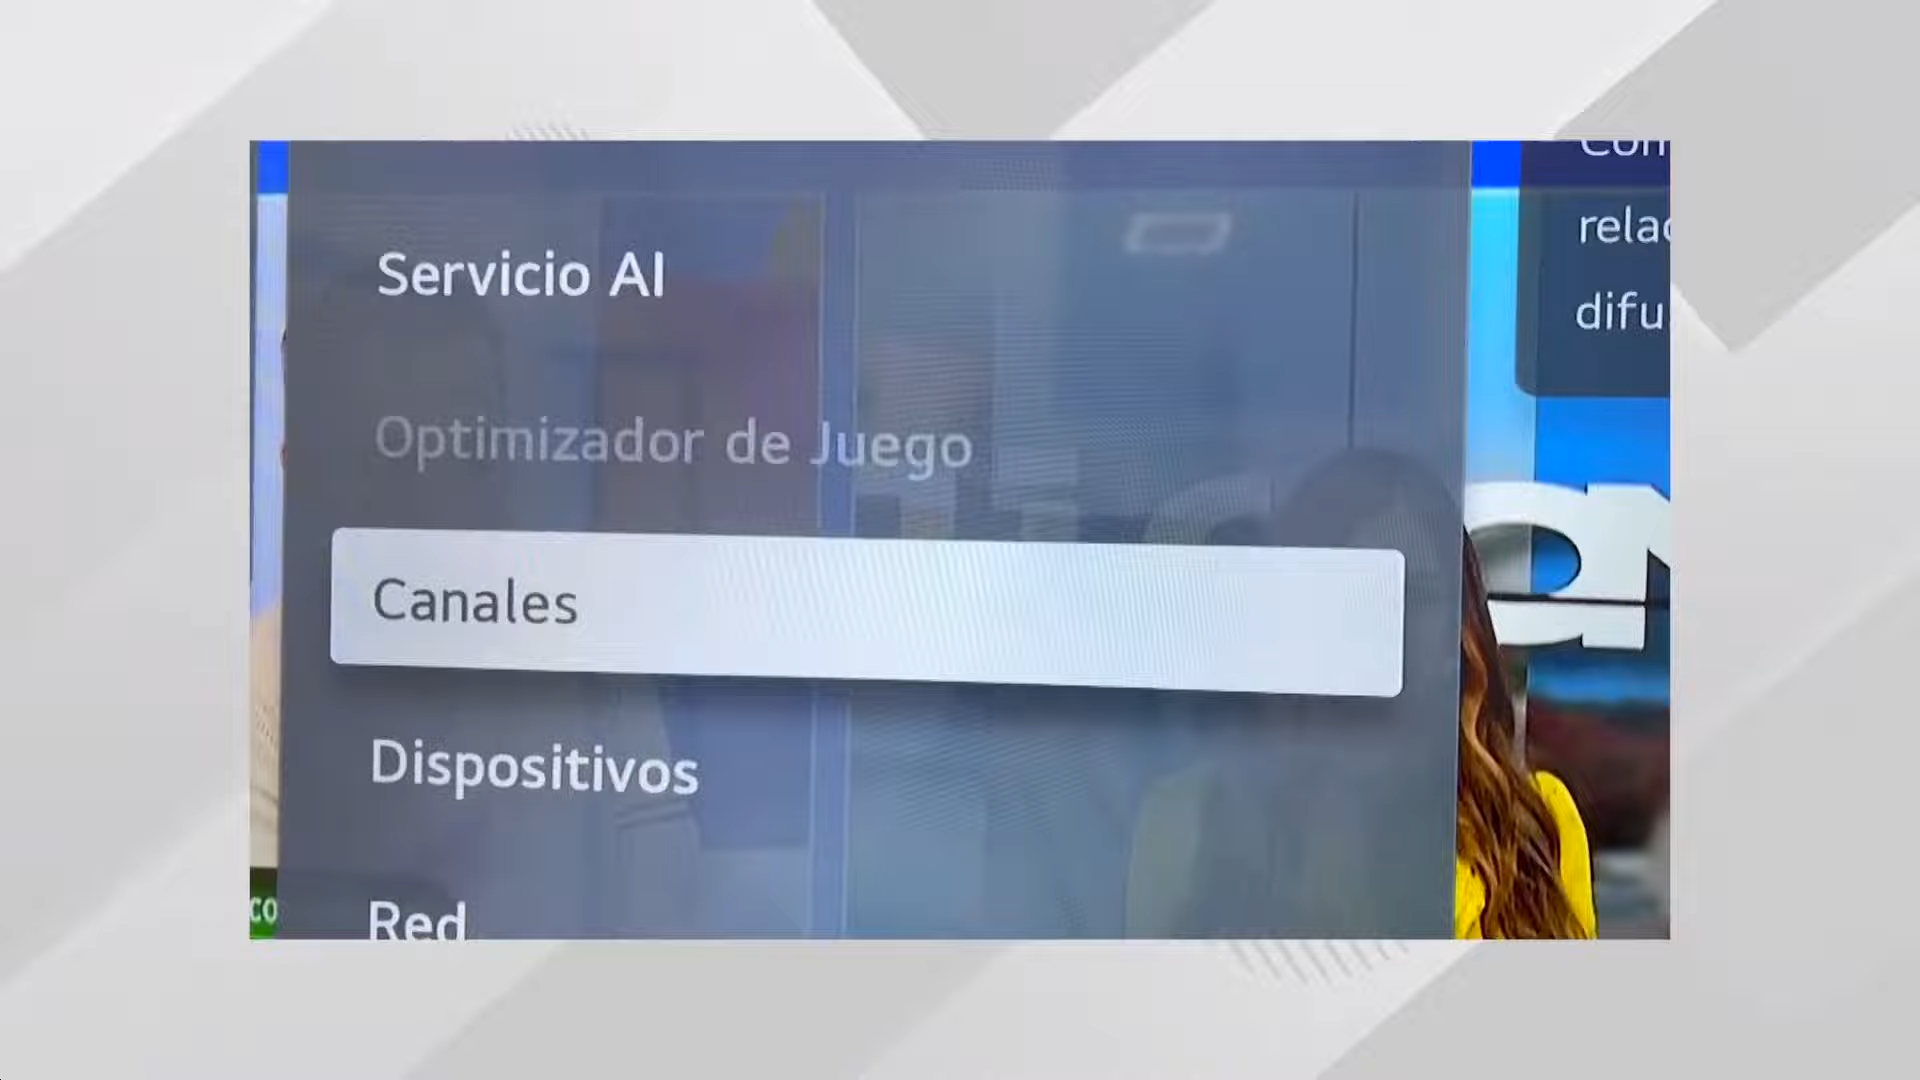 Servicio AI
Optimizador de Juego
Canales
Dispositivos
Red